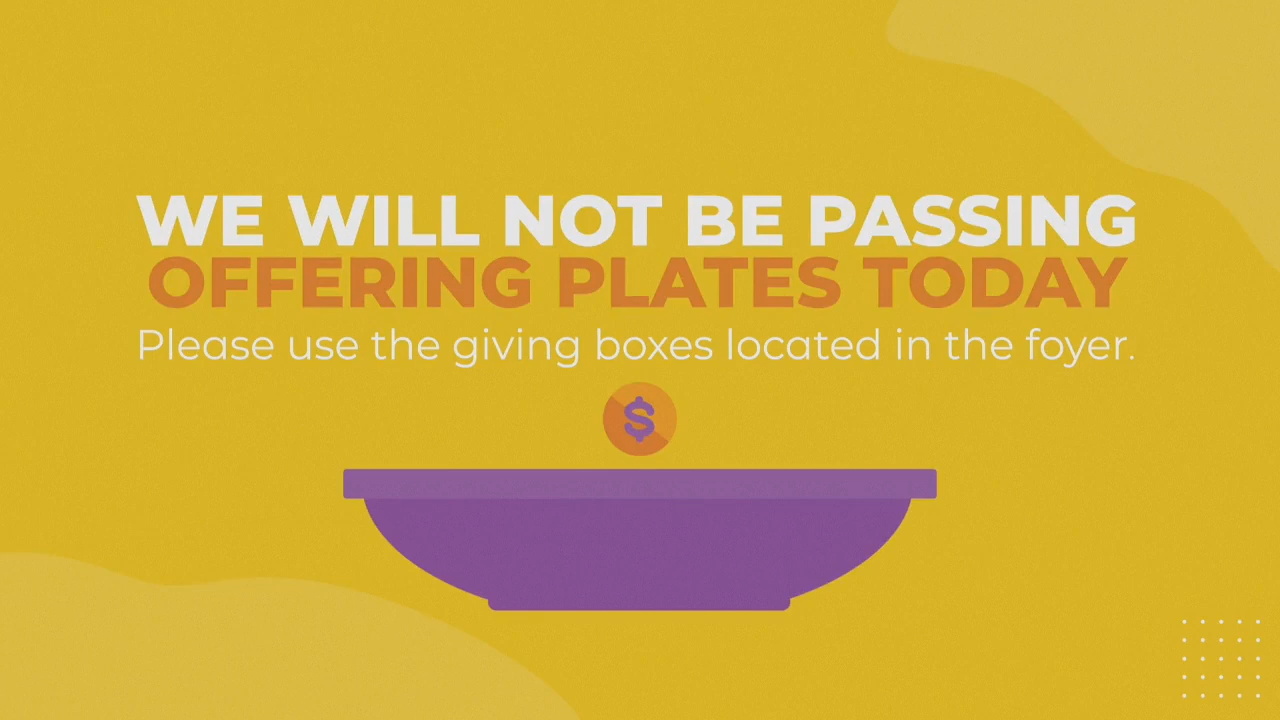 WE WILL NOT BE PASSING
OFFERING PLATES TODAY
Please use the giving boxes located in the foyer.
$